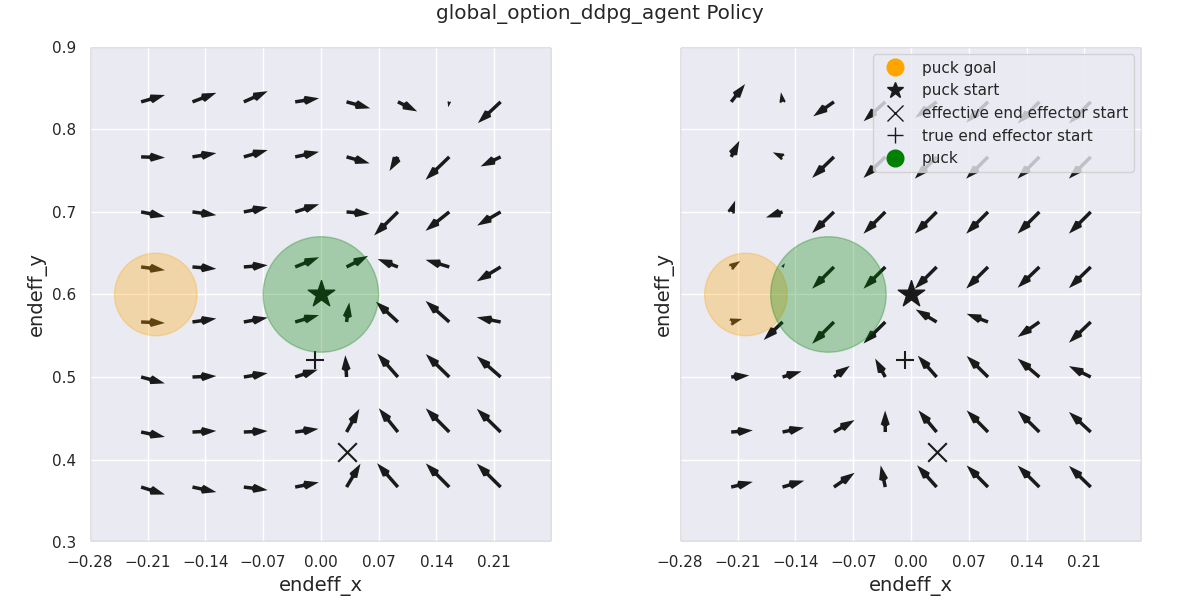 global_option_ddpg_agent Policy
endeff_y
0.9
0.8
0.7
0.6
0.5
0.4
0.3
−0.28 −0.21 −0.14 −0.07 0.00 0.07 0.14 0.21
endeff_x
endeff_y
puck goal
puck start
effective end effector start
true end effector start
puck
−0.28 −0.21 −0.14 −0.07 0.00 0.07 0.14 0.21
endeff_x